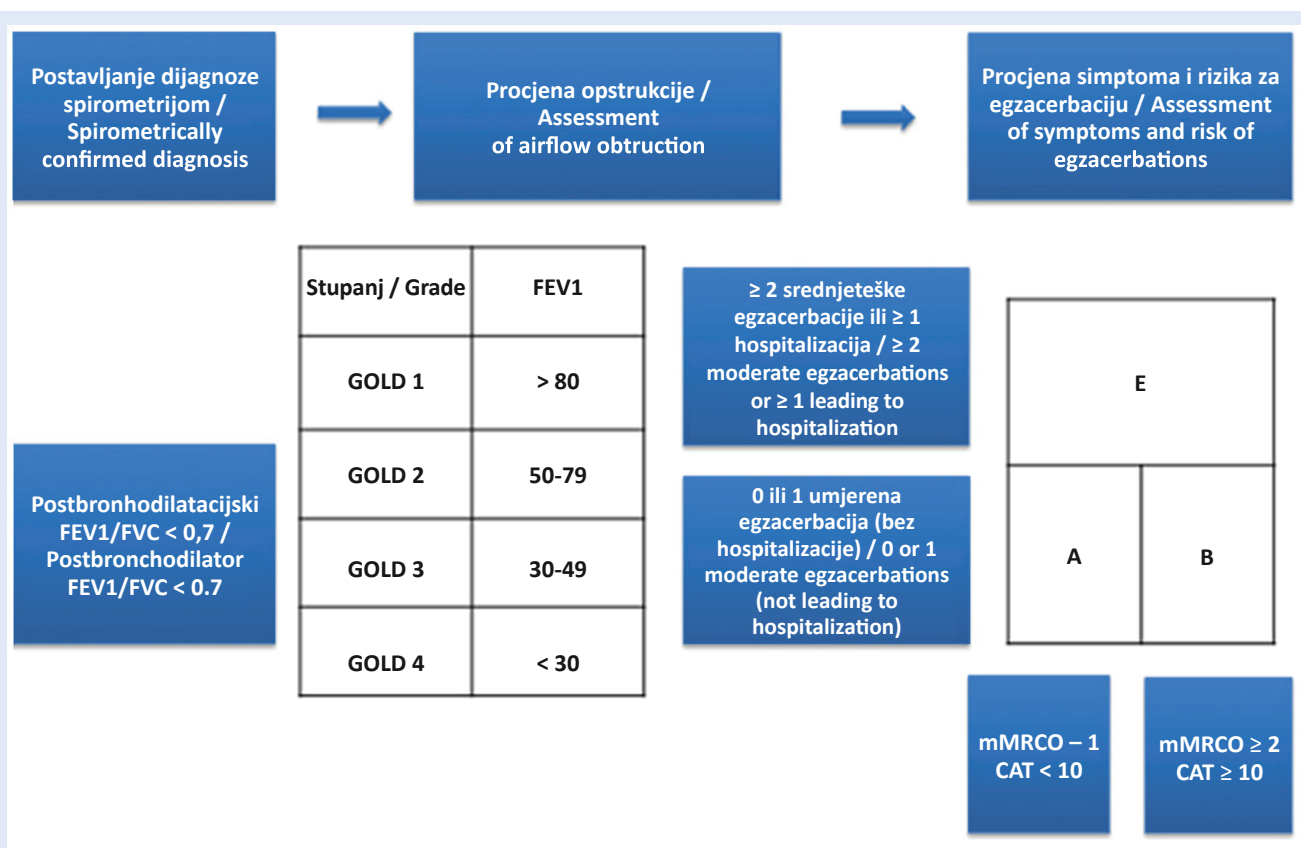 Postavljanje dijagnoze
spirometrijom /
Spirometrically
confirmed diagnosis
Procjena opstrukcije /
Assessment
of airflow obtruction
Procjena simptoma i rizika za
egzacerbaciju / Assessment
of symptoms and risk of
egzacerbations
Postbronhodilatacijski
FEV1/FVC < 0,7 /
Postbronchodilator
FEV1/FVC < 0.7
Stupanj / Grade FEV1
GOLD 1 > 80
GOLD 2 50-79
GOLD 3 30-49
GOLD 4 < 30
≥ 2 srednjeteške
egzacerbacije ili ≥ 1
hospitalizacija / ≥ 2
moderate egzacerbations
or ≥ 1 leading to
hospitalization
0 ili 1 umjerena
egzacerbacija (bez
hospitalizacije) / 0 or 1
moderate egzacerbations
(not leading to
hospitalization)
E
A B
mMRCO – 1
CAT < 10
mMRCO ≥ 2
CAT ≥ 10